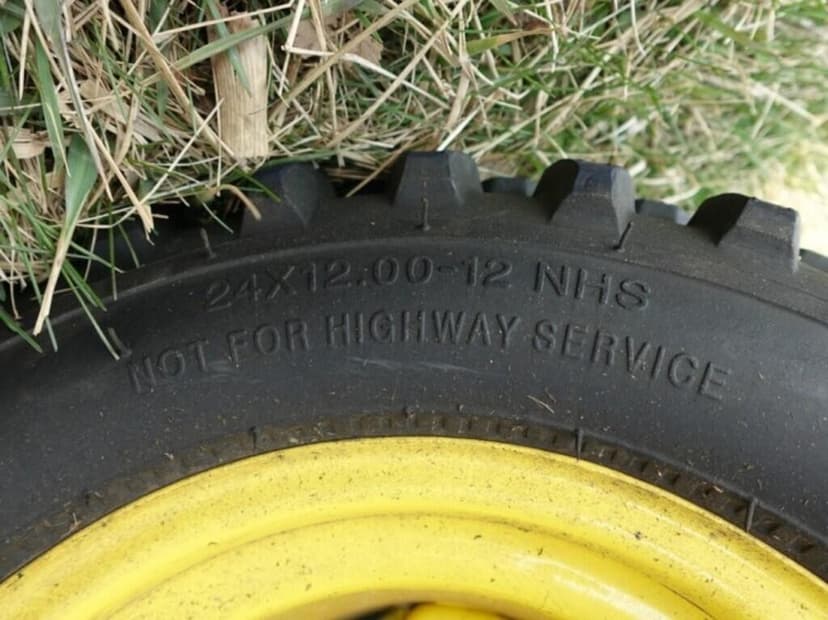 24X12.00-12 NHS
NOT FOR HIGHWAY SERVICE